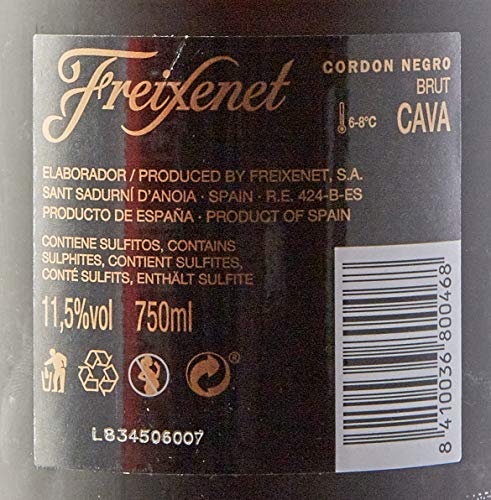 Freixenet
CORDON NEGRO
BRUT
6-8°C CAVA
ELABORADOR / PRODUCED BY FREIXENET, S.A.
SANT SADURNÍ D'ANOIA · SPAIN · R.E. 424-B-ES
PRODUCTO DE ESPAÑA · PRODUCT OF SPAIN
CONTIENE SULFITOS, CONTAINS
SULPHITES, CONTIENT SULFITES,
CONTÉ SULFITS, ENTHÄLT SULFITE
11,5%vol 750ml
L834506007
8 410036 800468